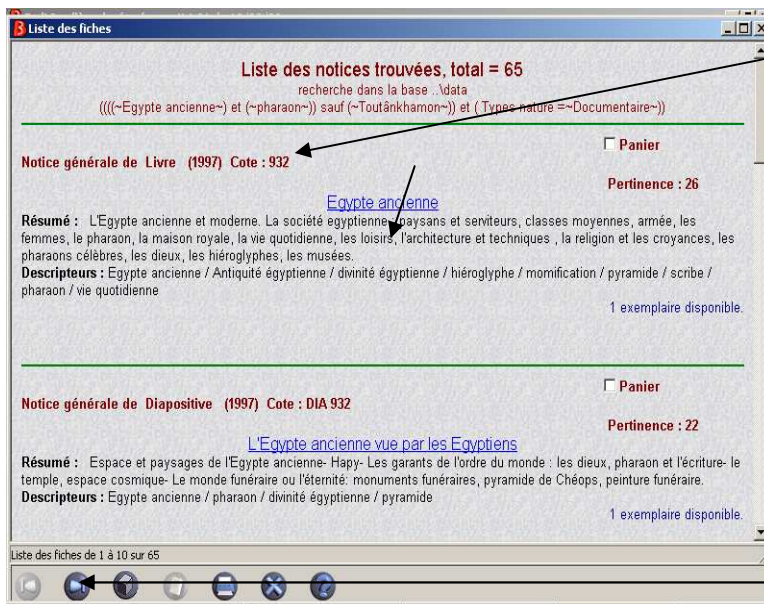 Liste des fiches
Liste des notices trouvées, total = 65
recherche dans la base ..\data
((((~Egypte ancienne~) et (~pharaon~)) sauf (~Toutânkhamon~)) et ( Types nature =~Documentaire~))
Panier
Notice générale de Livre (1997) Cote : 932
Pertinence : 26
Egypte ancienne
Résumé : L'Egypte ancienne et moderne. La société egyptienne: paysans et serviteurs, classes moyennes, armée, les
femmes, le pharaon, la maison royale, la vie quotidienne, les loisirs, l'architecture et techniques , la religion et les croyances, les
pharaons célèbres, les dieux, les hiéroglyphes, les musées.
Descripteurs : Egypte ancienne / Antiquité égyptienne / divinité égyptienne / hiéroglyphe / momification / pyramide / scribe /
pharaon / vie quotidienne
1 exemplaire disponible.
Panier
Notice générale de Diapositive (1997) Cote : DIA 932
Pertinence : 22
L'Egypte ancienne vue par les Egyptiens
Résumé : Espace et paysages de l'Egypte ancienne- Hapy- Les garants de l'ordre du monde : les dieux, pharaon et l'écriture- le
temple, espace cosmique- Le monde funéraire ou l'éternité: monuments funéraires, pyramide de Chéops, peinture funéraire.
Descripteurs : Egypte ancienne / pharaon / divinité égyptienne / pyramide
1 exemplaire disponible.
Liste des fiches de 1 à 10 sur 65